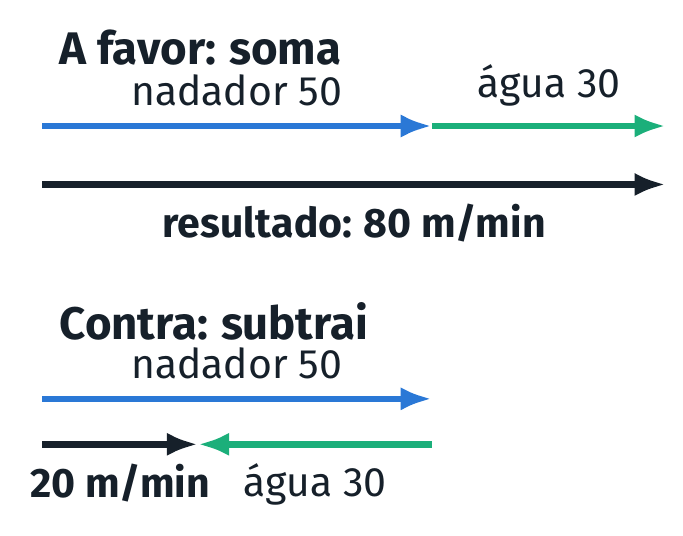 A favor: soma
nadador 50
água 30
resultado: 80 m/min
Contra: subtrai
nadador 50
20 m/min
água 30